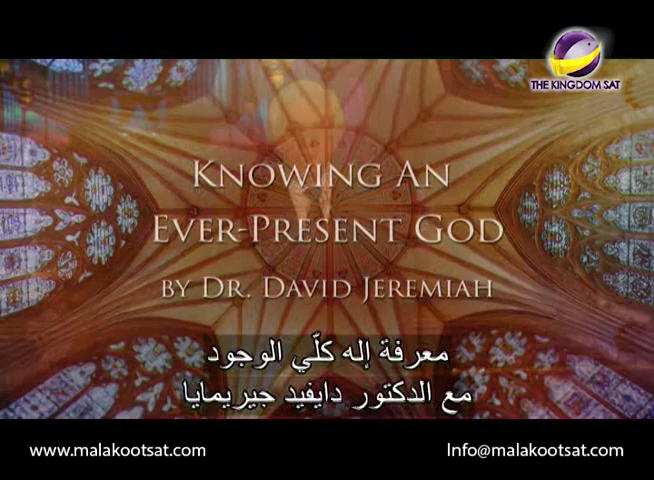 THE KINGDOM SAT
KNOWING AN
EVER-PRESENT GOD
BY DR. DAVID JEREMIAH
معرفة إله كلّي الوجود
مع الدكتور دايفيد جيريمايا
www.malakootsat.com
Info@malakootsat.com